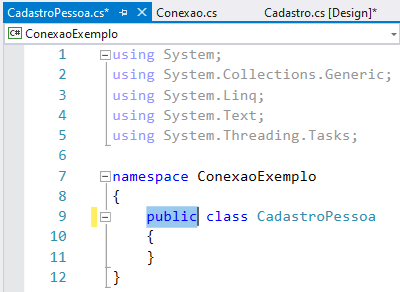 CadastroPessoa.cs* Conexao.cs Cadastro.cs [Design]*
C# ConexaoExemplo
1 using System;
2 using System.Collections.Generic;
3 using System.Linq;
4 using System.Text;
5 using System.Threading.Tasks;
6
7 namespace ConexaoExemplo
8 {
9 public class CadastroPessoa
10 {
11 }
12 }